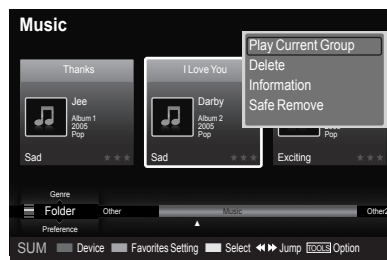 Music
Play Current Group
Delete
Information
Safe Remove
Thanks
I Love You
Jee
Album 1
2005
Pop
Darby
Album 2
2005
Pop
Pop
Sad
Sad
Exciting
Genre
Folder
Other
Music
Other2
Preference
SUM Device Favorites Setting Select Jump TOOLS Option